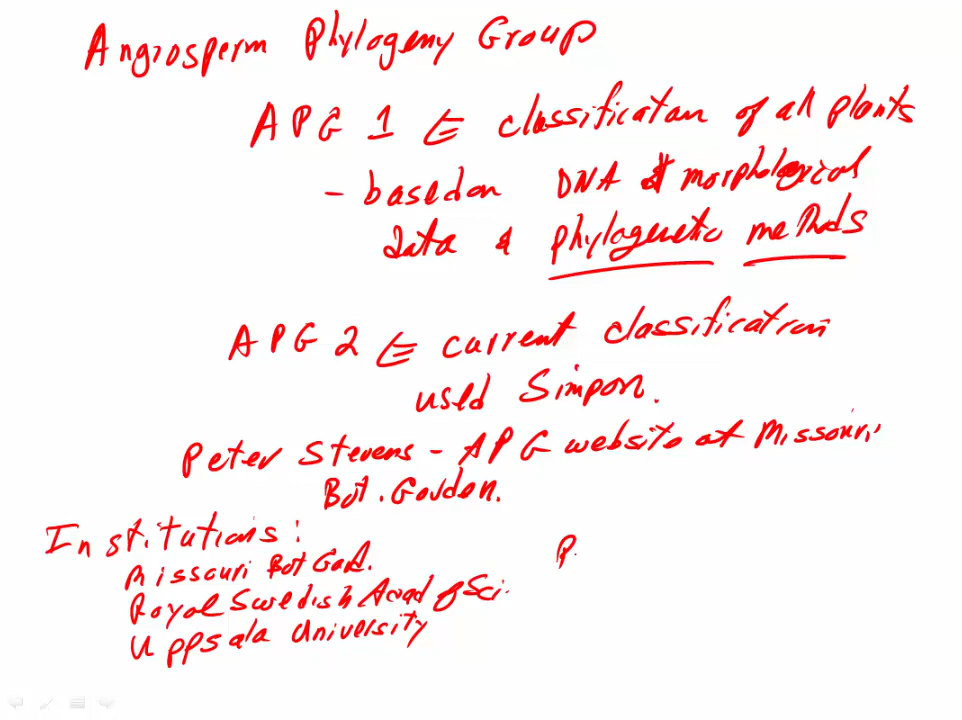 Angiosperm Phylogeny Group
APG 1 ⇐ classification of all plants
- based on DNA & morphological
data & phylogenetic methods
APG 2 ⇐ current classification
used Simpson.
Peter Stevens - APG website at Missouri
Bot. Garden.
Institutions:
Missouri Bot Gard.
Royal Swedish Acad of Sci.
Uppsala University
R.